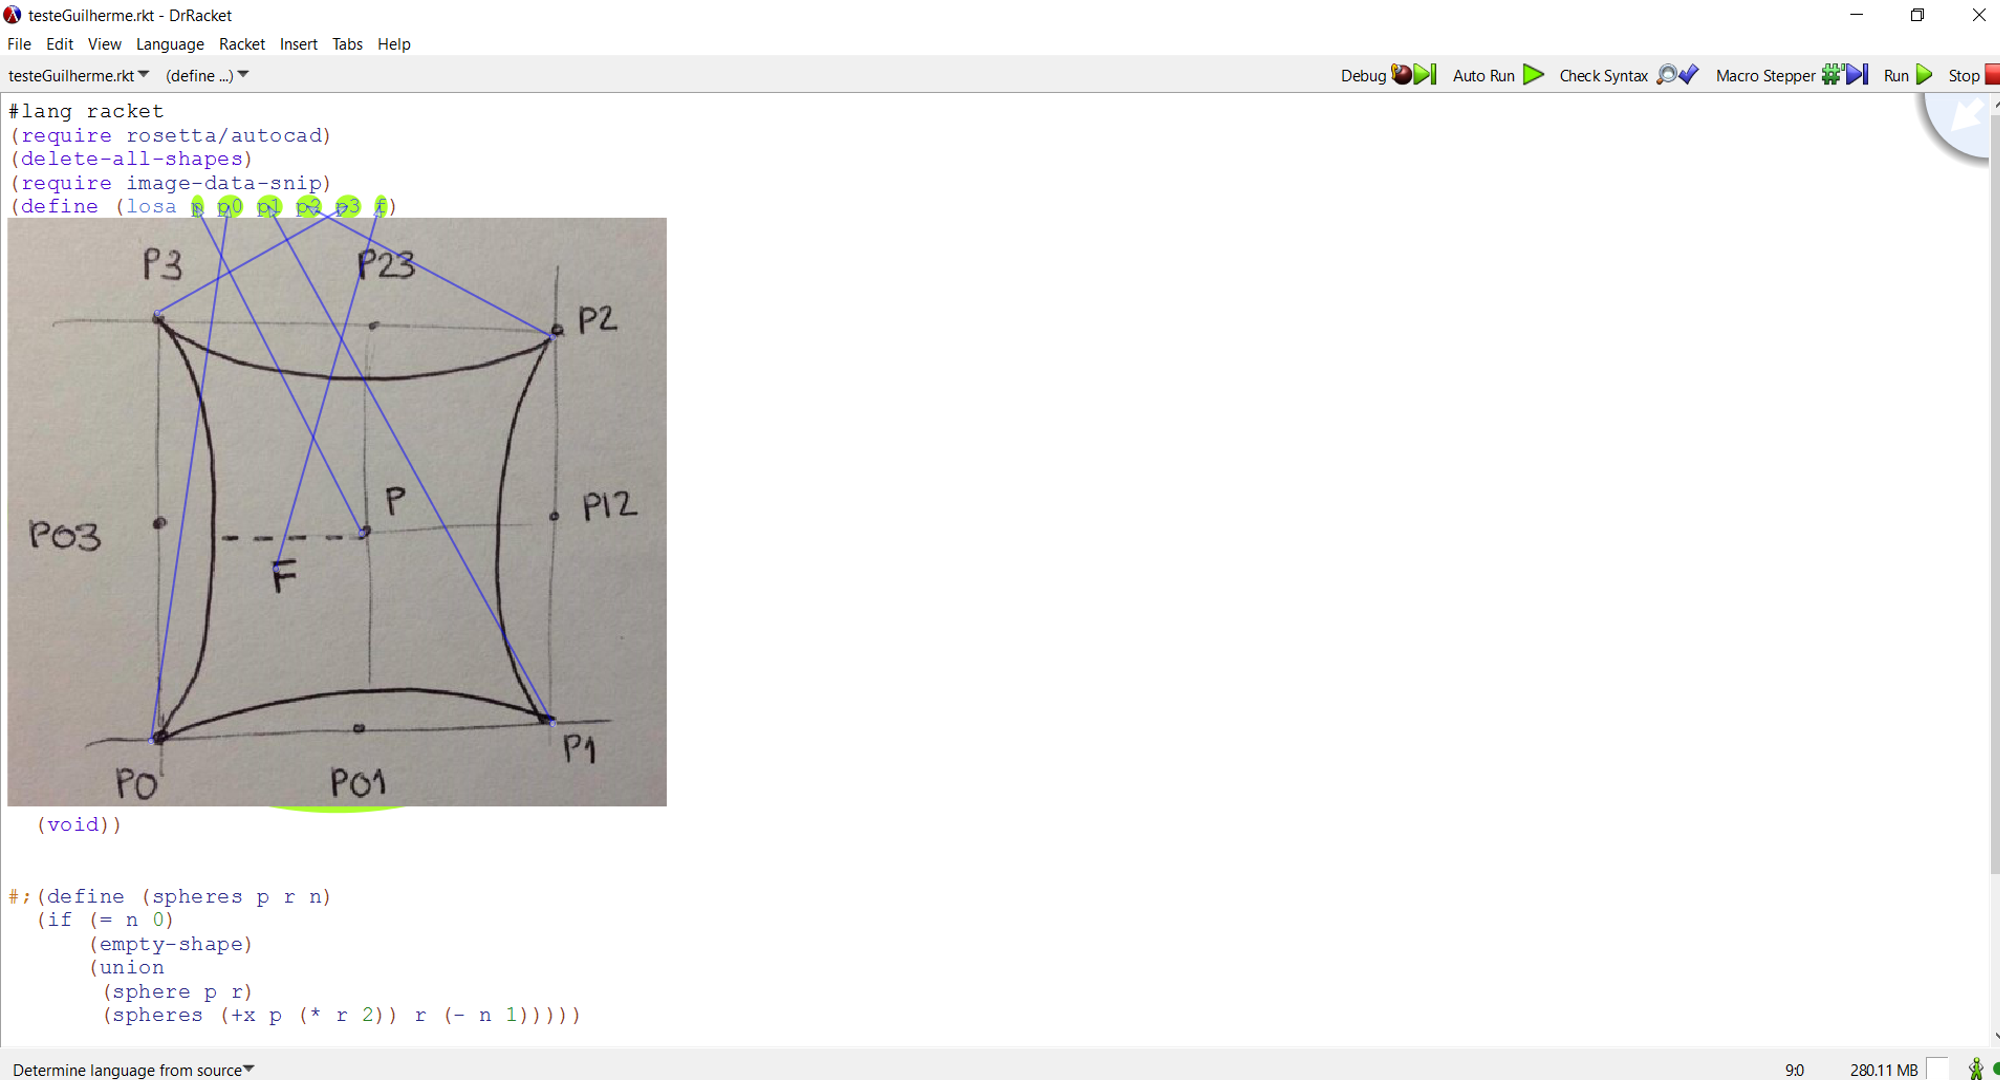 testeGuilherme.rkt - DrRacket
File Edit View Language Racket Insert Tabs Help
testeGuilherme.rkt (define ...) Debug Auto Run Check Syntax Macro Stepper Run Stop
#lang racket
(require rosetta/autocad)
(delete-all-shapes)
(require image-data-snip)
(define (losa p p0 p1 p2 p3 f)
P3 P23
P2
P
P12
P03
F
P1
P0 P01
(void))
#;(define (spheres p r n)
(if (= n 0)
(empty-shape)
(union
(sphere p r)
(spheres (+x p (* r 2)) r (- n 1)))))
Determine language from source 9:0 280.11 MB